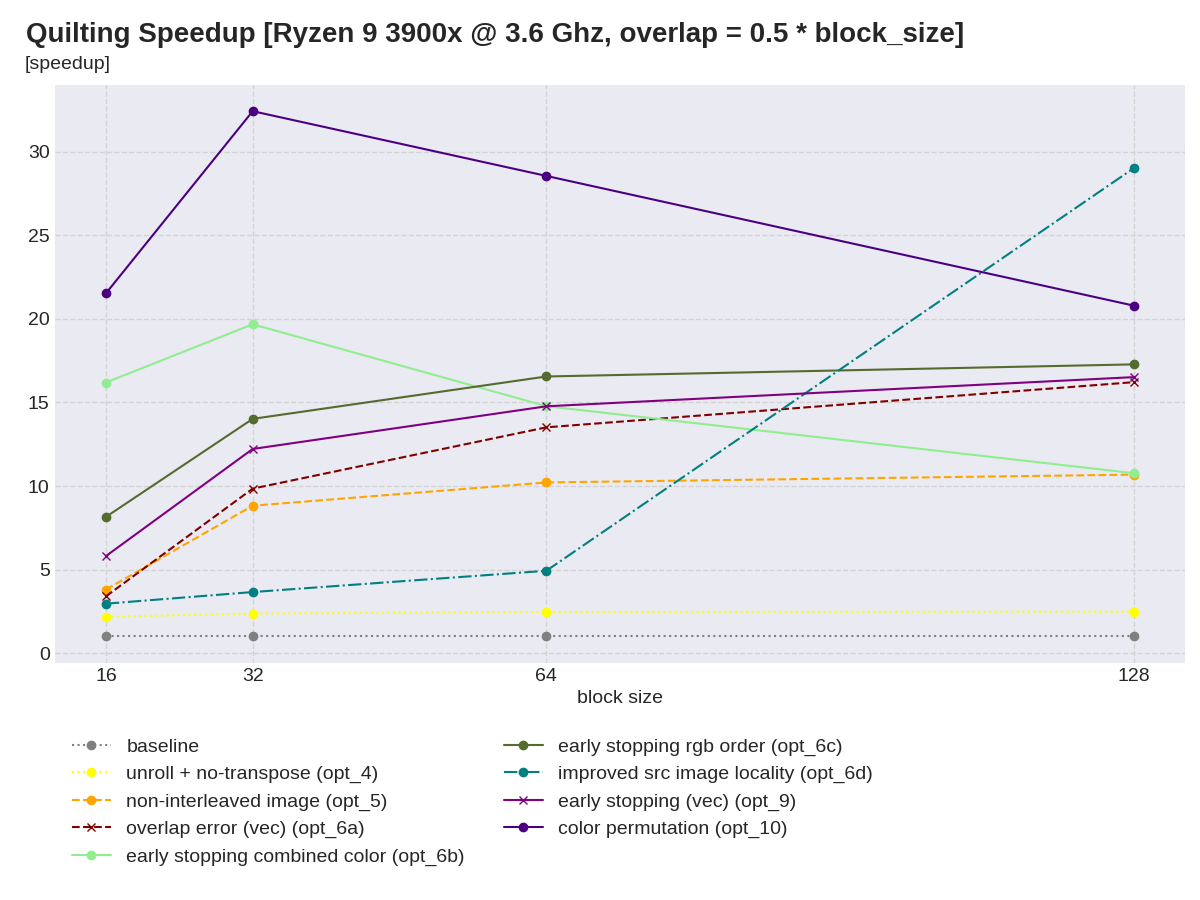 Quilting Speedup [Ryzen 9 3900x @ 3.6 Ghz, overlap = 0.5 * block_size]
[speedup]
30
25
20
15
10
5
0
16 32 64 128
block size
baseline
unroll + no-transpose (opt_4)
non-interleaved image (opt_5)
overlap error (vec) (opt_6a)
early stopping combined color (opt_6b)
early stopping rgb order (opt_6c)
improved src image locality (opt_6d)
early stopping (vec) (opt_9)
color permutation (opt_10)